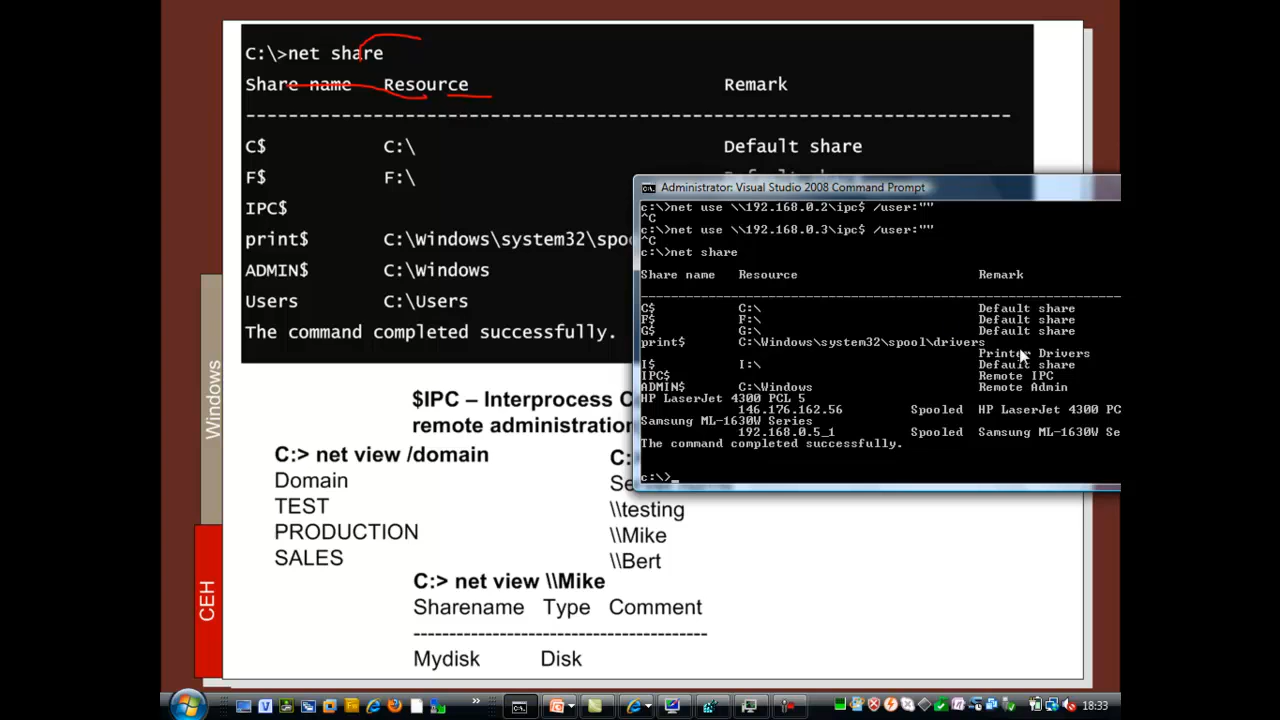 C:\>net share
Share name Resource Remark
-----------------------------------------------------------------------
C$ C:\ Default share
F$ F:\
IPC$
print$ C:\Windows\system32\spoo
ADMIN$ C:\Windows
Users C:\Users
The command completed successfully.
Administrator: Visual Studio 2008 Command Prompt
c:\>net use \\192.168.0.2\ipc$ /user:""
^C
c:\>net use \\192.168.0.3\ipc$ /user:""
^C
c:\>net share
Share name Resource Remark
-------------------------------------------------------------------------------
C$ C:\ Default share
F$ F:\ Default share
G$ G:\ Default share
print$ C:\Windows\system32\spool\drivers
Printer Drivers
I$ I:\ Default share
IPC$ Remote IPC
ADMIN$ C:\Windows Remote Admin
HP LaserJet 4300 PCL 5
146.176.162.56 Spooled HP LaserJet 4300 PC
Samsung ML-1630W Series
192.168.0.5_1 Spooled Samsung ML-1630W Se
The command completed successfully.
c:\>_
$IPC – Interprocess C
remote administration
C:> net view /domain
Domain
TEST
PRODUCTION
SALES
C:
Se
\\testing
\\Mike
\\Bert
C:> net view \\Mike
Sharename Type Comment
------------------------------------------
Mydisk Disk
Windows
CEH
18:33